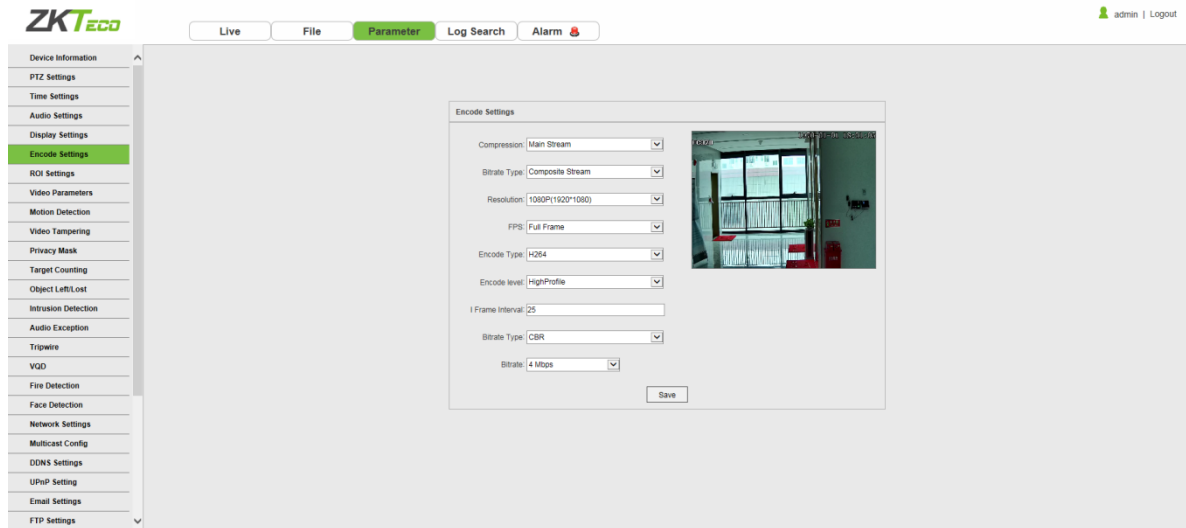 ZKTECO
admin | Logout
Live File Parameter Log Search Alarm
Device Information
PTZ Settings
Time Settings
Audio Settings
Display Settings
Encode Settings
ROI Settings
Video Parameters
Motion Detection
Video Tampering
Privacy Mask
Target Counting
Object Left/Lost
Intrusion Detection
Audio Exception
Tripwire
VQD
Fire Detection
Face Detection
Network Settings
Multicast Config
DDNS Settings
UPnP Setting
Email Settings
FTP Settings
Encode Settings
Compression: Main Stream
Bitrate Type: Composite Stream
Resolution: 1080P(1920*1080)
FPS: Full Frame
Encode Type: H264
Encode level: HighProfile
I Frame Interval: 25
Bitrate Type: CBR
Bitrate: 4 Mbps
Save